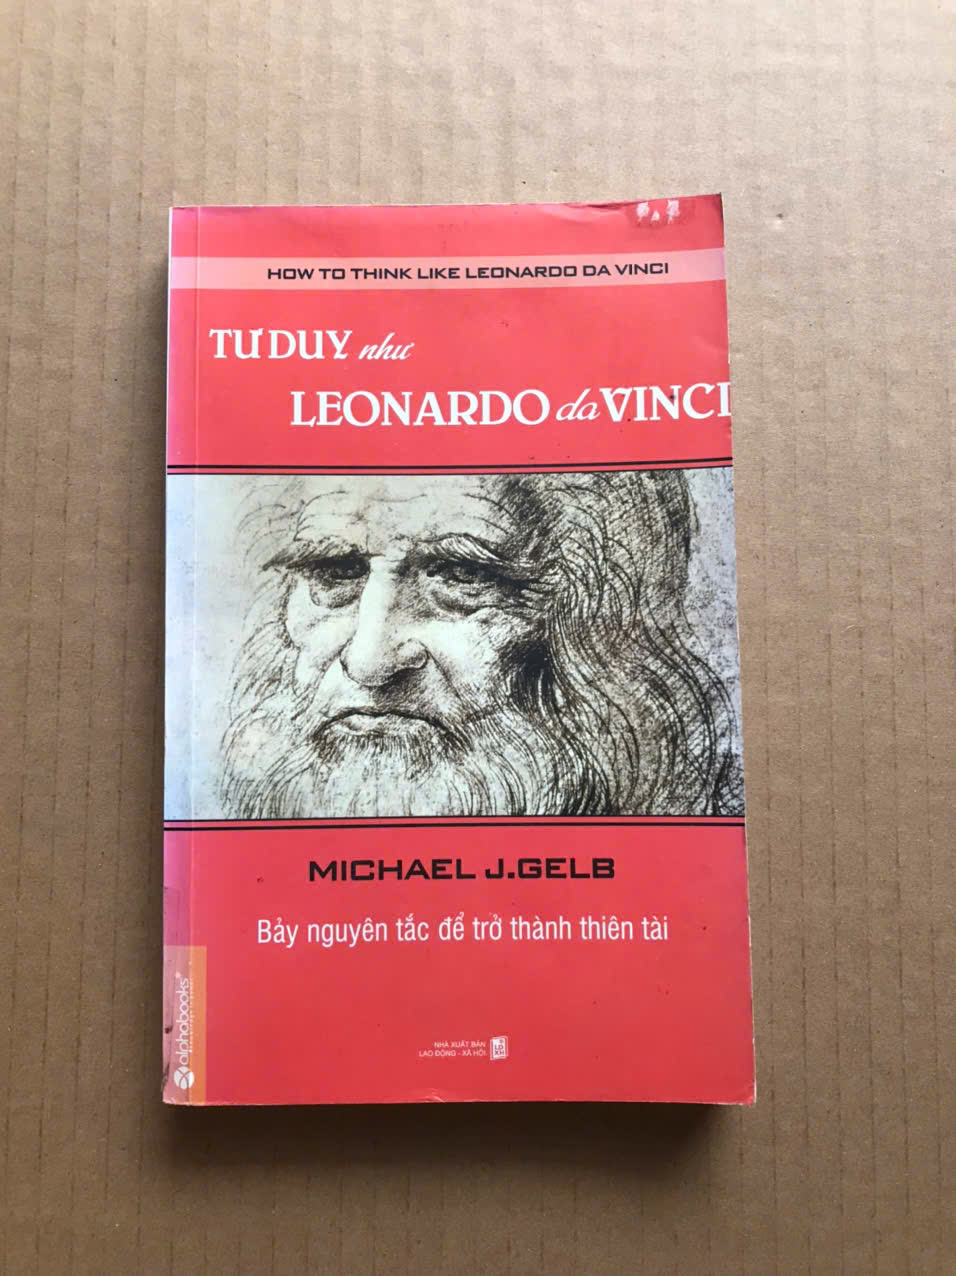 HOW TO THINK LIKE LEONARDO DA VINCI
TƯ DUY như
LEONARDO da VINCI
MICHAEL J.GELB
Bảy nguyên tắc để trở thành thiên tài
NHÀ XUẤT BẢN
LAO ĐỘNG - XÃ HỘI
alphabooks®